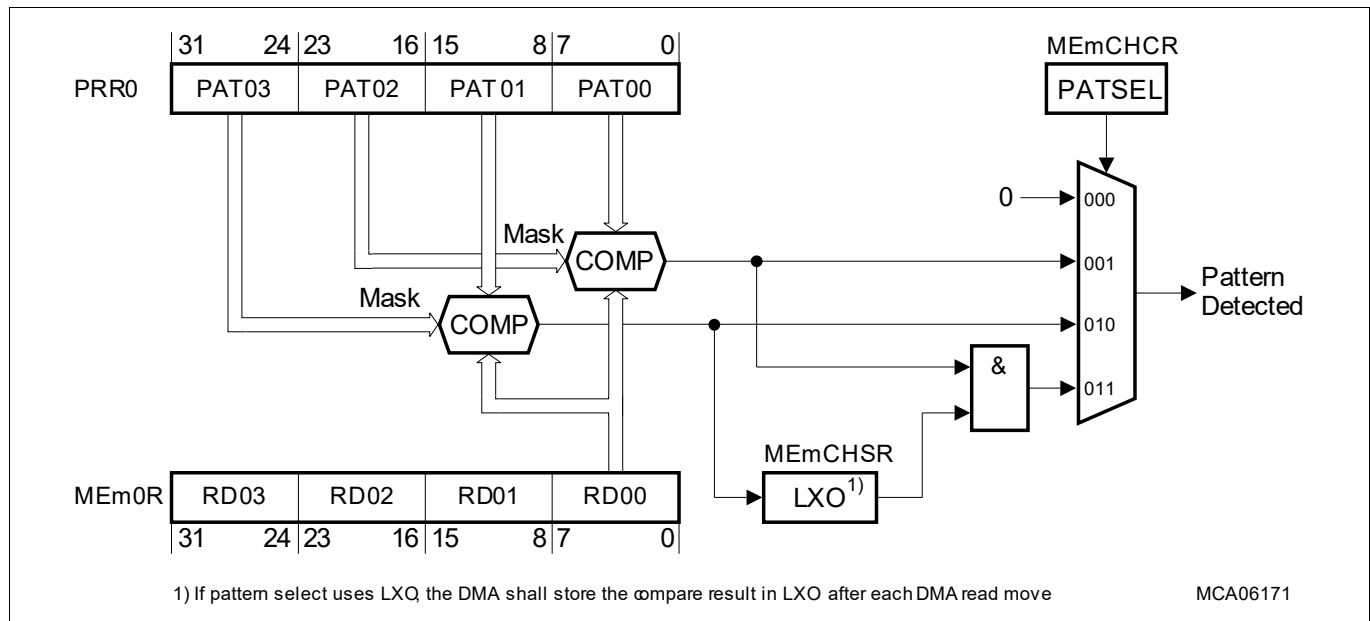 31 24 23 16 15 8 7 0
MEmCHCR
PRR0 PAT03 PAT02 PAT01 PAT00
PATSEL
0
000
Mask
COMP
001
Pattern
Detected
Mask
COMP
010
&
011
MEmCHSR
MEm0R RD03 RD02 RD01 RD00
LXO1)
31 24 23 16 15 8 7 0
1) If pattern select uses LXO, the DMA shall store the compare result in LXO after each DMA read move
MCA06171